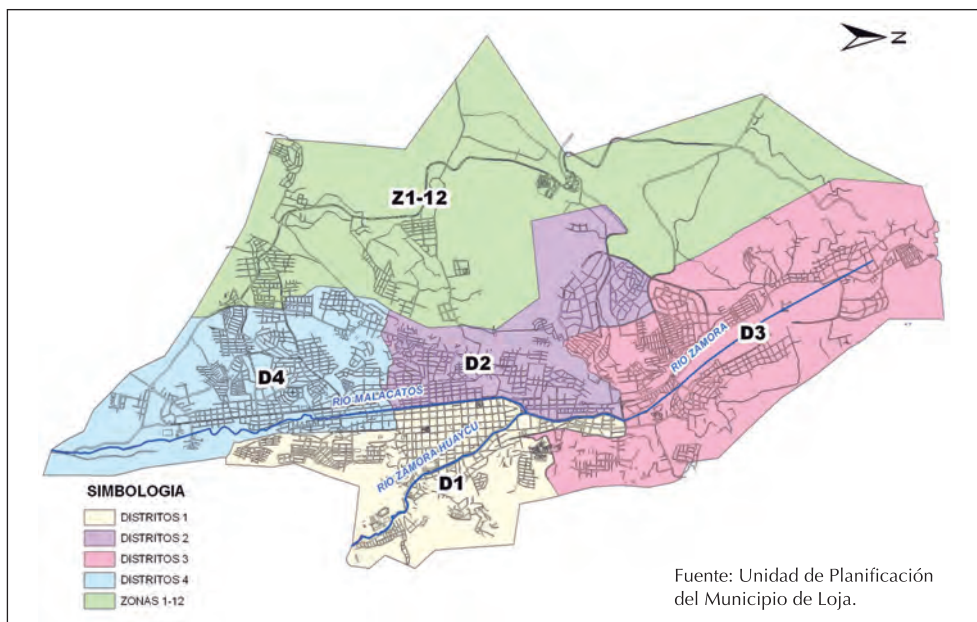 N
Z1-12
D3
RIO ZAMORA
D2
D4
RIO MALACATOS
RIO ZAMORA HUAYCU
D1
SIMBOLOGIA
DISTRITOS 1
DISTRITOS 2
DISTRITOS 3
DISTRITOS 4
ZONAS 1-12
Fuente: Unidad de Planificación
del Municipio de Loja.